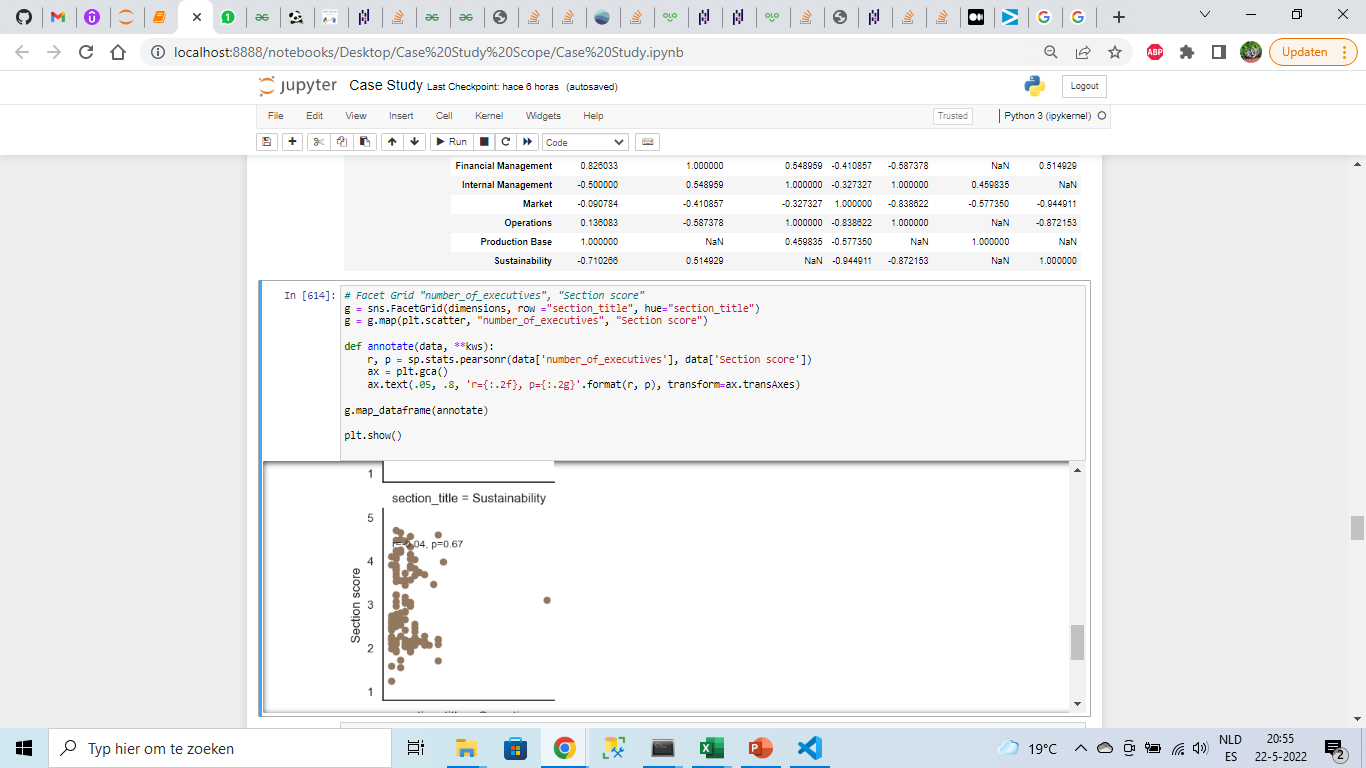 localhost:8888/notebooks/Desktop/Case%20Study%20Scope/Case%20Study.ipynb
ABP
Updaten
jupyter Case Study Last Checkpoint: hace 6 horas (autosaved)
Logout
File Edit View Insert Cell Kernel Widgets Help
Trusted
Python 3 (ipykernel)
Run
Code
Financial Management 0.826033 1.000000 0.548959 -0.410857 -0.587378 NaN 0.514929
Internal Management -0.500000 0.548959 1.000000 -0.327327 1.000000 0.459835 NaN
Market -0.090784 -0.410857 -0.327327 1.000000 -0.838622 -0.577350 -0.944911
Operations 0.136083 -0.587378 1.000000 -0.838622 1.000000 NaN -0.872153
Production Base 1.000000 NaN 0.459835 -0.577350 NaN 1.000000 NaN
Sustainability -0.710266 0.514929 NaN -0.944911 -0.872153 NaN 1.000000
In [614]:
# Facet Grid "number_of_executives", "Section score"
g = sns.FacetGrid(dimensions, row ="section_title", hue="section_title")
g = g.map(plt.scatter, "number_of_executives", "Section score")
def annotate(data, **kws):
r, p = sp.stats.pearsonr(data['number_of_executives'], data['Section score'])
ax = plt.gca()
ax.text(.05, .8, 'r={:.2f}, p={:.2g}'.format(r, p), transform=ax.transAxes)
g.map_dataframe(annotate)
plt.show()
1
section_title = Sustainability
5
r=-0.04, p=0.67
4
3
2
1
Section score
Typ hier om te zoeken
19°C
NLD
ES
20:55
22-5-2022
2